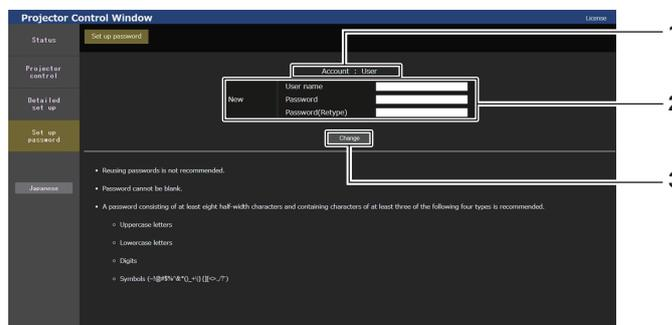 Projector Control Window
License
Status
Set up password
1
Projector control
Account : User
User name
Detailed set up
New
Password
2
Password(Retype)
Set up password
Change
3
• Reusing passwords is not recommended.
Japanese
• Password cannot be blank.
• A password consisting of at least eight half-width characters and containing characters of at least three of the following four types is recommended.
○ Uppercase letters
○ Lowercase letters
○ Digits
○ Symbols